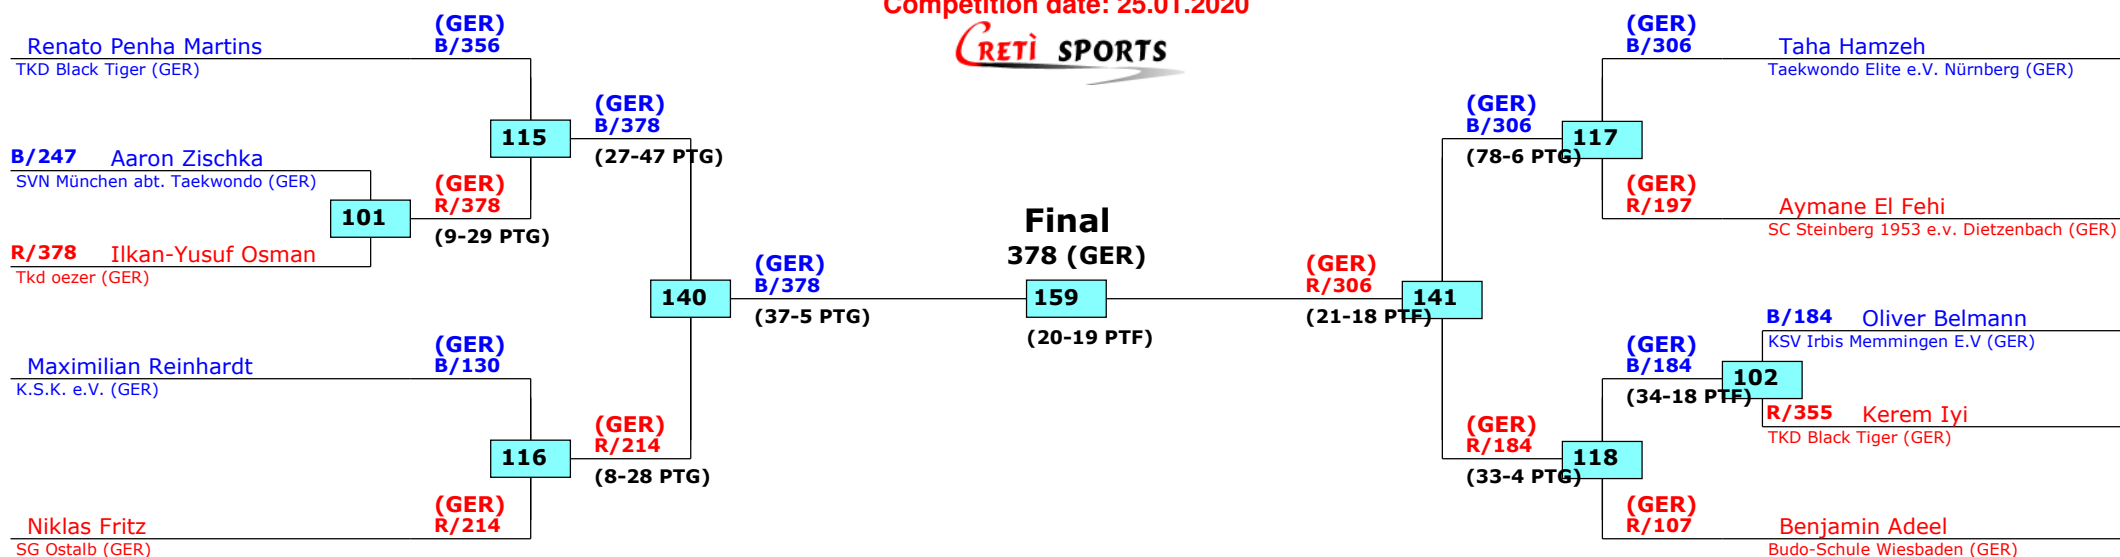 Competition date: 25.01.2020
CRETÌ SPORTS
(GER)
B/356
Renato Penha Martins
TKD Black Tiger (GER)
115
(GER)
B/378
(27-47 PTG)
B/247 Aaron Zischka
SVN München abt. Taekwondo (GER)
101
(GER)
R/378
(9-29 PTG)
R/378 Ilkan-Yusuf Osman
Tkd oezer (GER)
140
(GER)
B/378
(37-5 PTG)
(GER)
B/130
Maximilian Reinhardt
K.S.K. e.V. (GER)
116
(GER)
R/214
(8-28 PTG)
(GER)
R/214
Niklas Fritz
SG Ostalb (GER)
Final
378 (GER)
159
(20-19 PTF)
(GER)
B/306
Taha Hamzeh
Taekwondo Elite e.V. Nürnberg (GER)
(GER)
B/306
117
(78-6 PTG)
(GER)
R/197
Aymane El Fehi
SC Steinberg 1953 e.v. Dietzenbach (GER)
(GER)
R/306
141
(21-18 PTF)
B/184 Oliver Belmann
KSV Irbis Memmingen E.V (GER)
(GER)
B/184
102
(34-18 PTF)
R/355 Kerem Iyi
TKD Black Tiger (GER)
(GER)
R/184
118
(33-4 PTG)
(GER)
R/107
Benjamin Adeel
Budo-Schule Wiesbaden (GER)